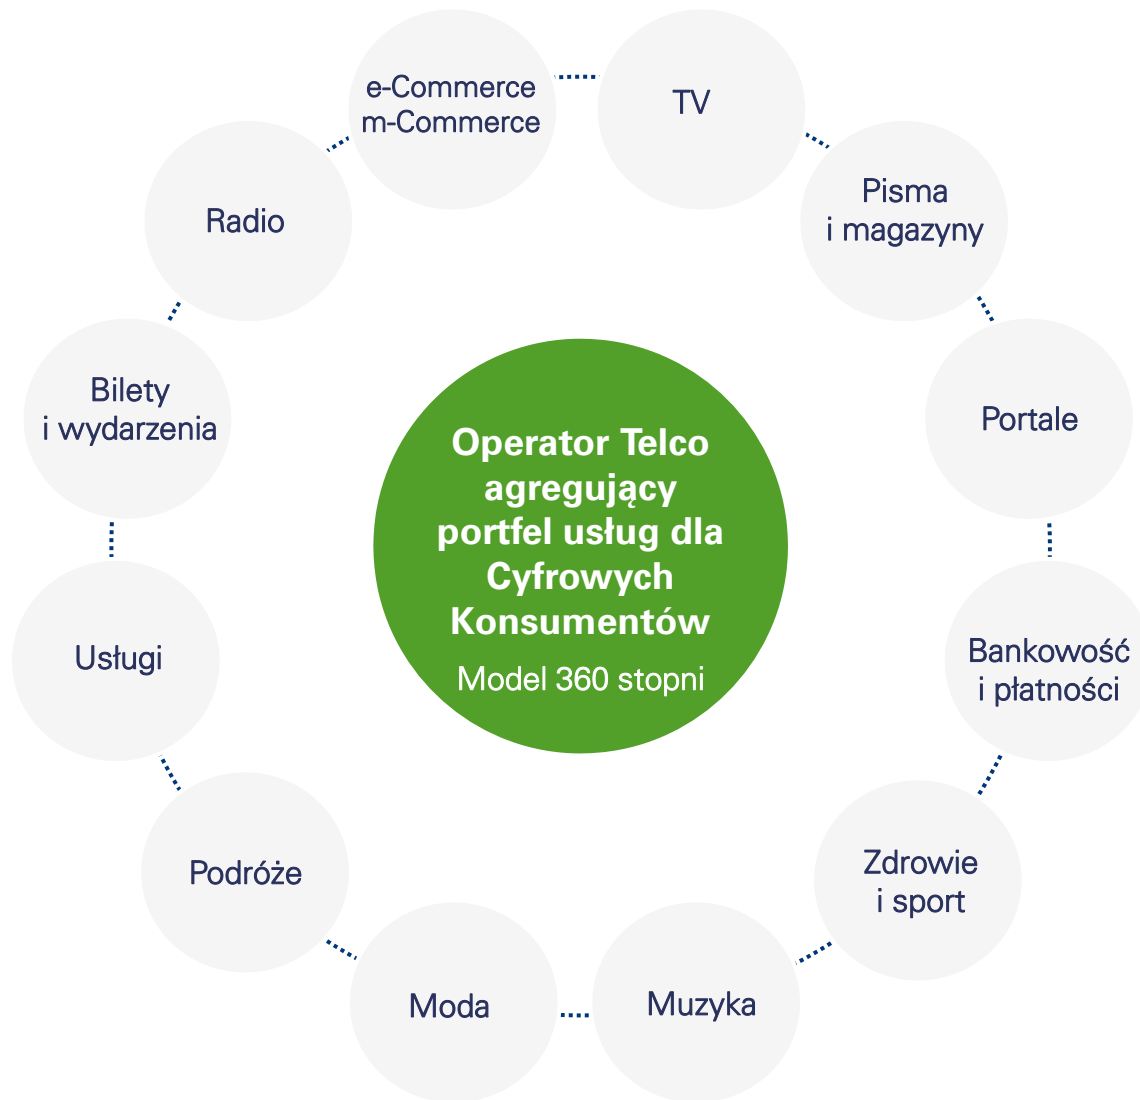 e-Commerce
m-Commerce
TV
Pisma
i magazyny
Portale
Bankowość
i płatności
Zdrowie
i sport
Muzyka
Moda
Podróże
Usługi
Bilety
i wydarzenia
Radio
Operator Telco
agregujący
portfel usług dla
Cyfrowych
Konsumentów
Model 360 stopni